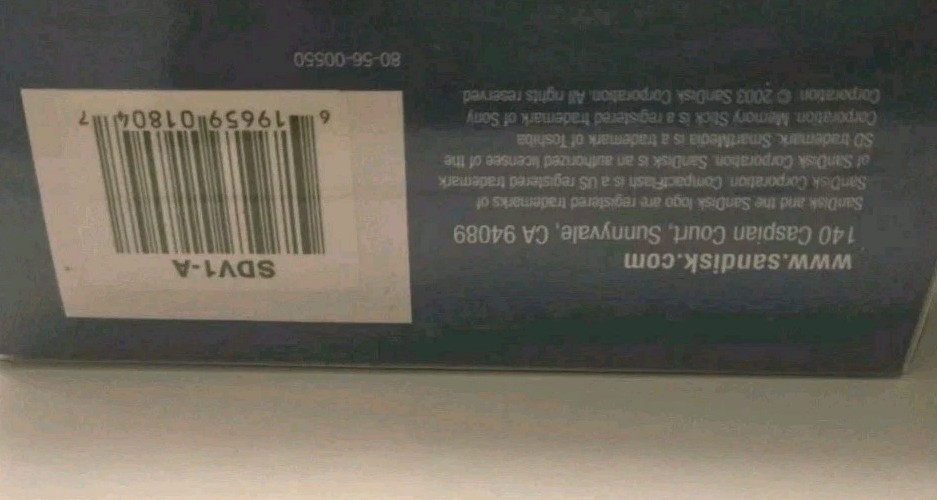 www.sandisk.com
140 Caspian Court, Sunnyvale, CA 94089
SanDisk and the SanDisk logo are registered trademarks of
SanDisk Corporation. CompactFlash is a US registered trademark
of SanDisk Corporation. SanDisk is an authorized licensee of the
SD trademark. SmartMedia is a trademark of Toshiba
Corporation. Memory Stick is a registered trademark of Sony
Corporation. © 2003 SanDisk Corporation. All rights reserved.
SDV1-A
6 19659 01804 7
80-56-00550